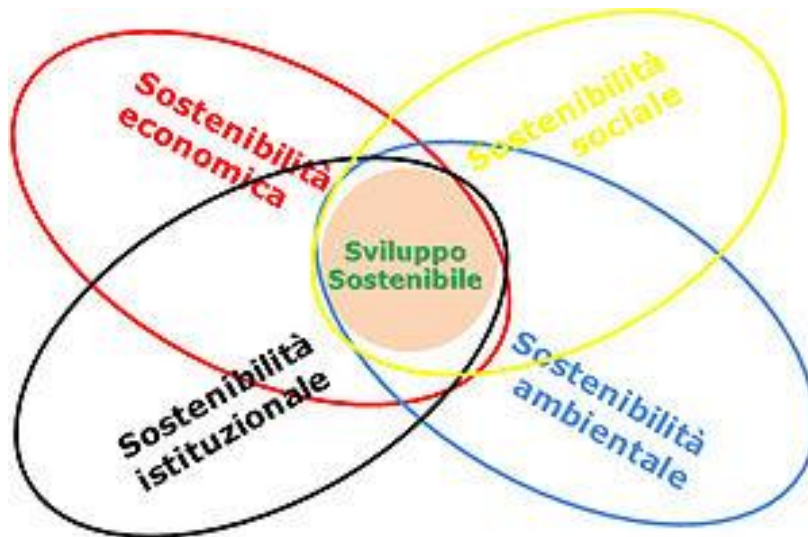 Sostenibilità
economica
Sostenibilità
sociale
Sviluppo
Sostenibile
Sostenibilità
istituzionale
Sostenibilità
ambientale